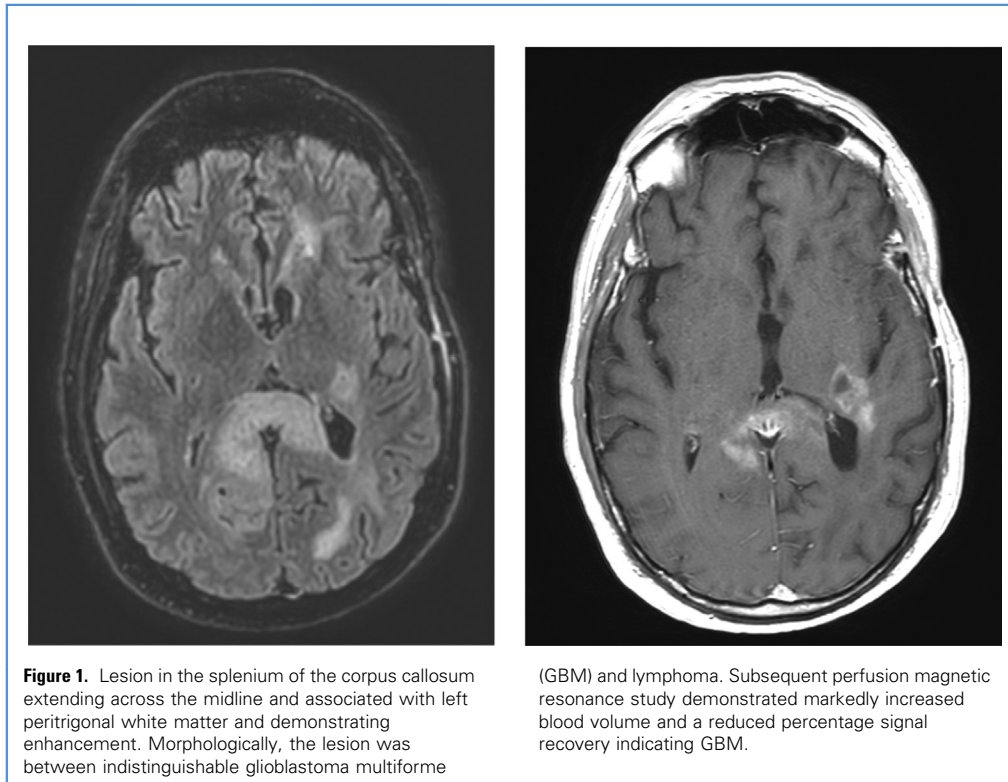 Figure 1. Lesion in the splenium of the corpus callosum
extending across the midline and associated with left
peritrigonal white matter and demonstrating
enhancement. Morphologically, the lesion was
between indistinguishable glioblastoma multiforme
(GBM) and lymphoma. Subsequent perfusion magnetic
resonance study demonstrated markedly increased
blood volume and a reduced percentage signal
recovery indicating GBM.